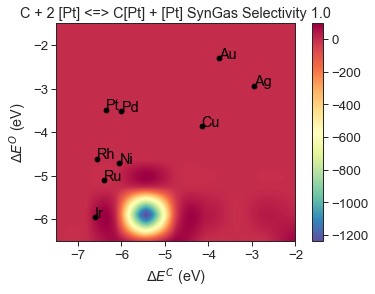 C + 2 [Pt] <=> C[Pt] + [Pt] SynGas Selectivity 1.0
−2
−3
−4
−5
−6
ΔE^O (eV)
Au
Ag
Pt
Pd
Cu
Rh
Ni
Ru
Ir
−7
−6
−5
−4
−3
−2
ΔE^C (eV)
0
−200
−400
−600
−800
−1000
−1200